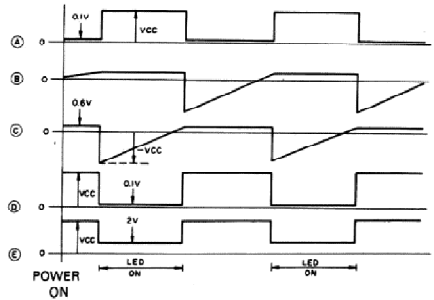 0.1V
VCC
A 0
B 0
0.6V
C 0
-VCC
VCC
0.1V
D 0
2V
VCC
E 0
LED ON
LED ON
POWER ON